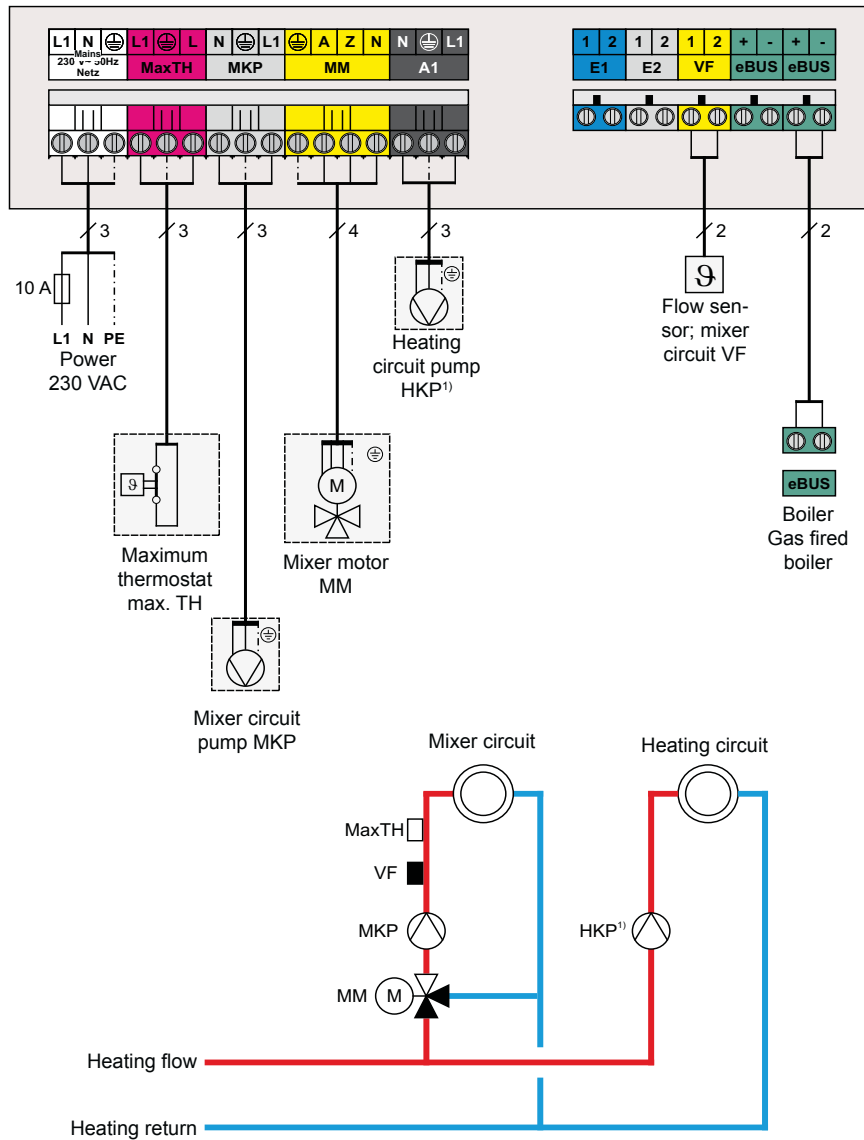 L1 N L1 L N L1 A Z N N L1 1 2 1 2 1 2 + - + -
Mains
230 V~ 50Hz
Netz
MaxTH MKP MM A1 E1 E2 VF eBUS eBUS
3 3 3 4 3 2 2
10 A
L1 N PE
Power
230 VAC
Heating
circuit pump
HKP¹⁾
ϑ
Flow sen-
sor; mixer
circuit VF
ϑ
Maximum
thermostat
max. TH
M
Mixer motor
MM
eBUS
Boiler
Gas fired
boiler
Mixer circuit
pump MKP
Mixer circuit
Heating circuit
MaxTH
VF
MKP
HKP¹⁾
MM M
Heating flow
Heating return